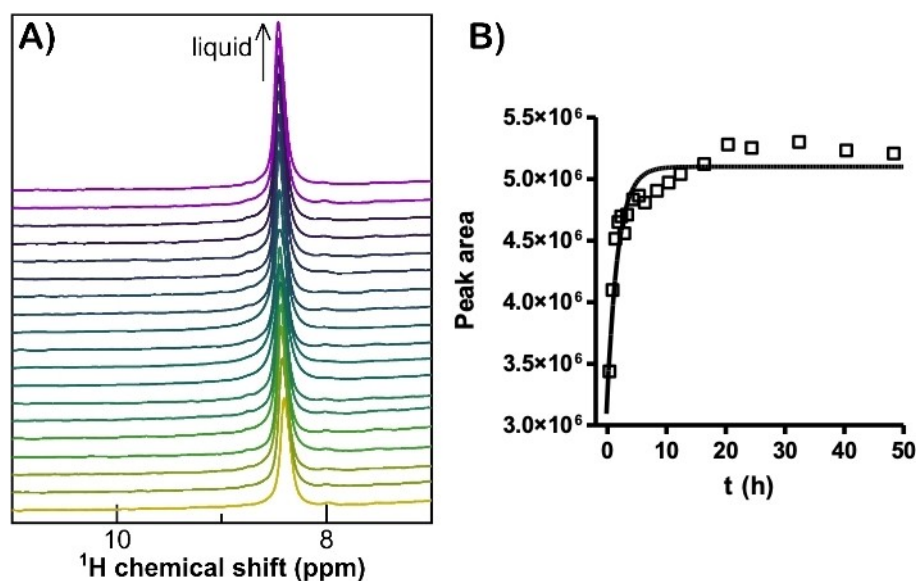 A)
liquid
10
8
¹H chemical shift (ppm)
B)
5.5×10⁶
5.0×10⁶
4.5×10⁶
4.0×10⁶
3.5×10⁶
3.0×10⁶
Peak area
0
10
20
30
40
50
t (h)